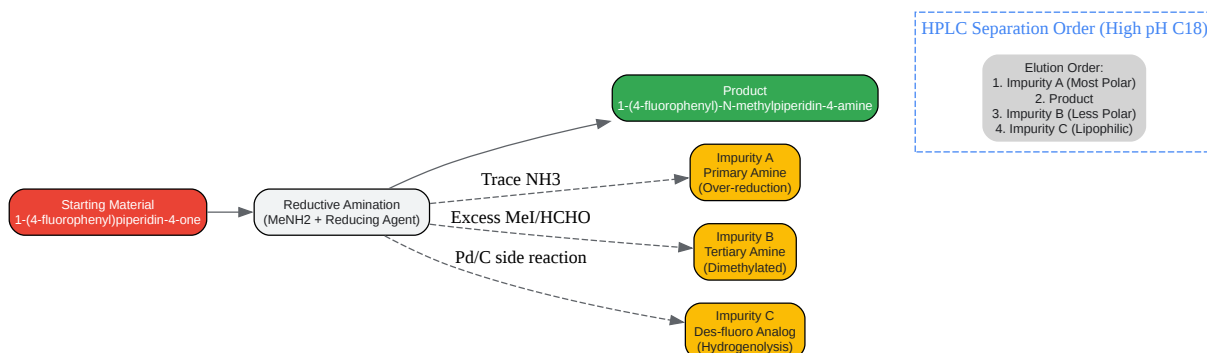 HPLC Separation Order (High pH C18)
Elution Order:
1. Impurity A (Most Polar)
2. Product
3. Impurity B (Less Polar)
4. Impurity C (Lipophilic)
Product
1-(4-fluorophenyl)-N-methylpiperidin-4-amine
Starting Material
1-(4-fluorophenyl)piperidin-4-one
Reductive Amination
(MeNH2 + Reducing Agent)
Trace NH3
Impurity A
Primary Amine
(Over-reduction)
Excess MeI/HCHO
Impurity B
Tertiary Amine
(Dimethylated)
Pd/C side reaction
Impurity C
Des-fluoro Analog
(Hydrogenolysis)